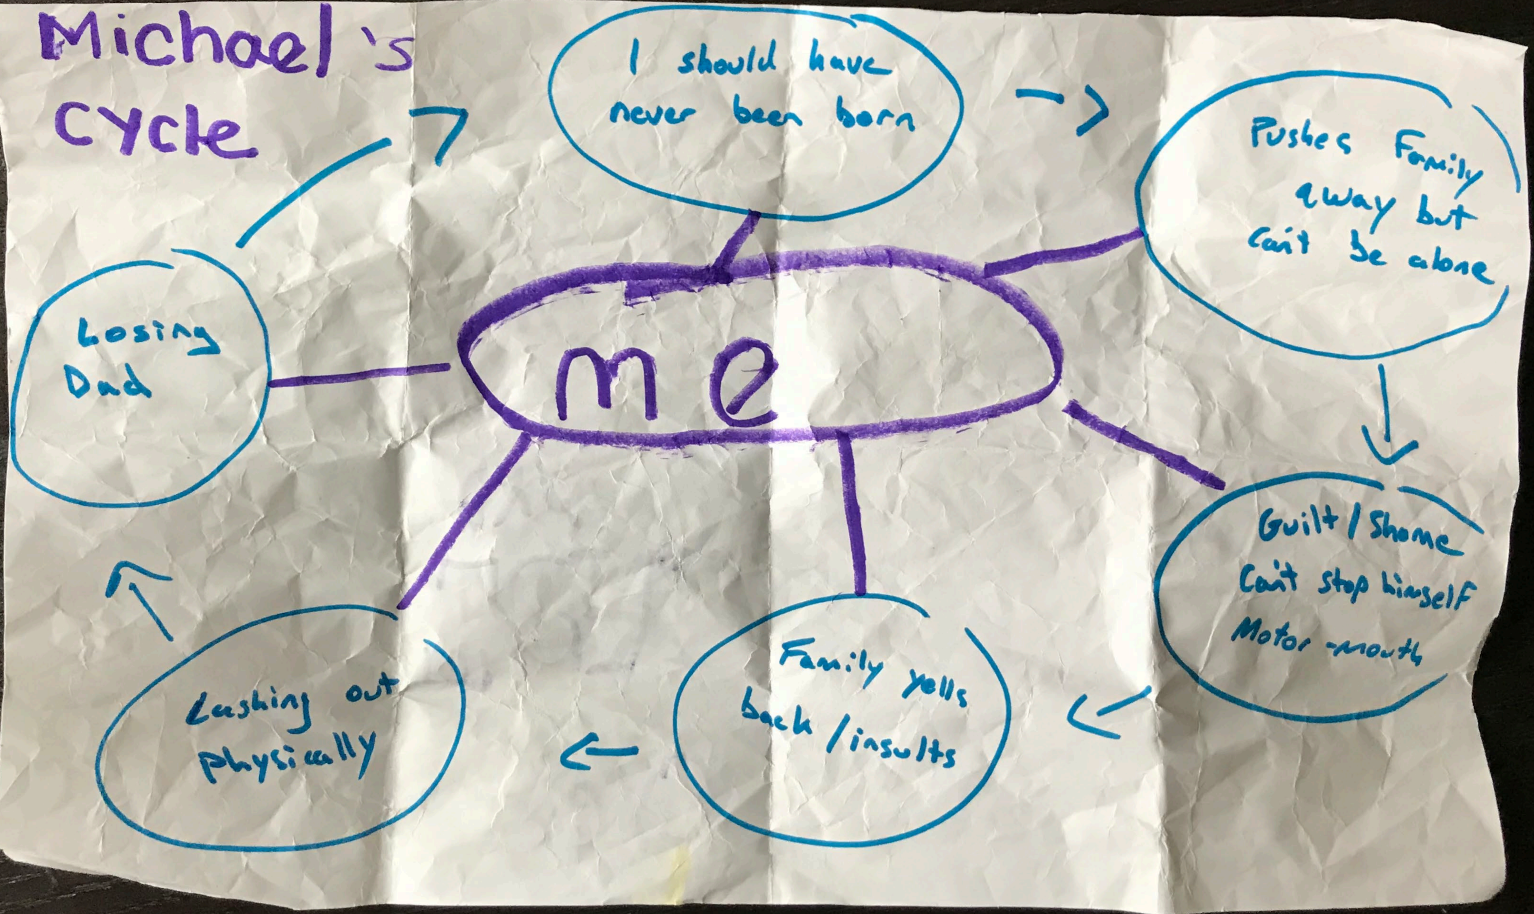 Michael's
cycle
I should have
never been born
Pushes Family
away but
Can't be alone
Guilt/Shame
Can't stop himself
Motor-mouth
Family yells
back/insults
Lashing out
physically
Losing
Dad
me